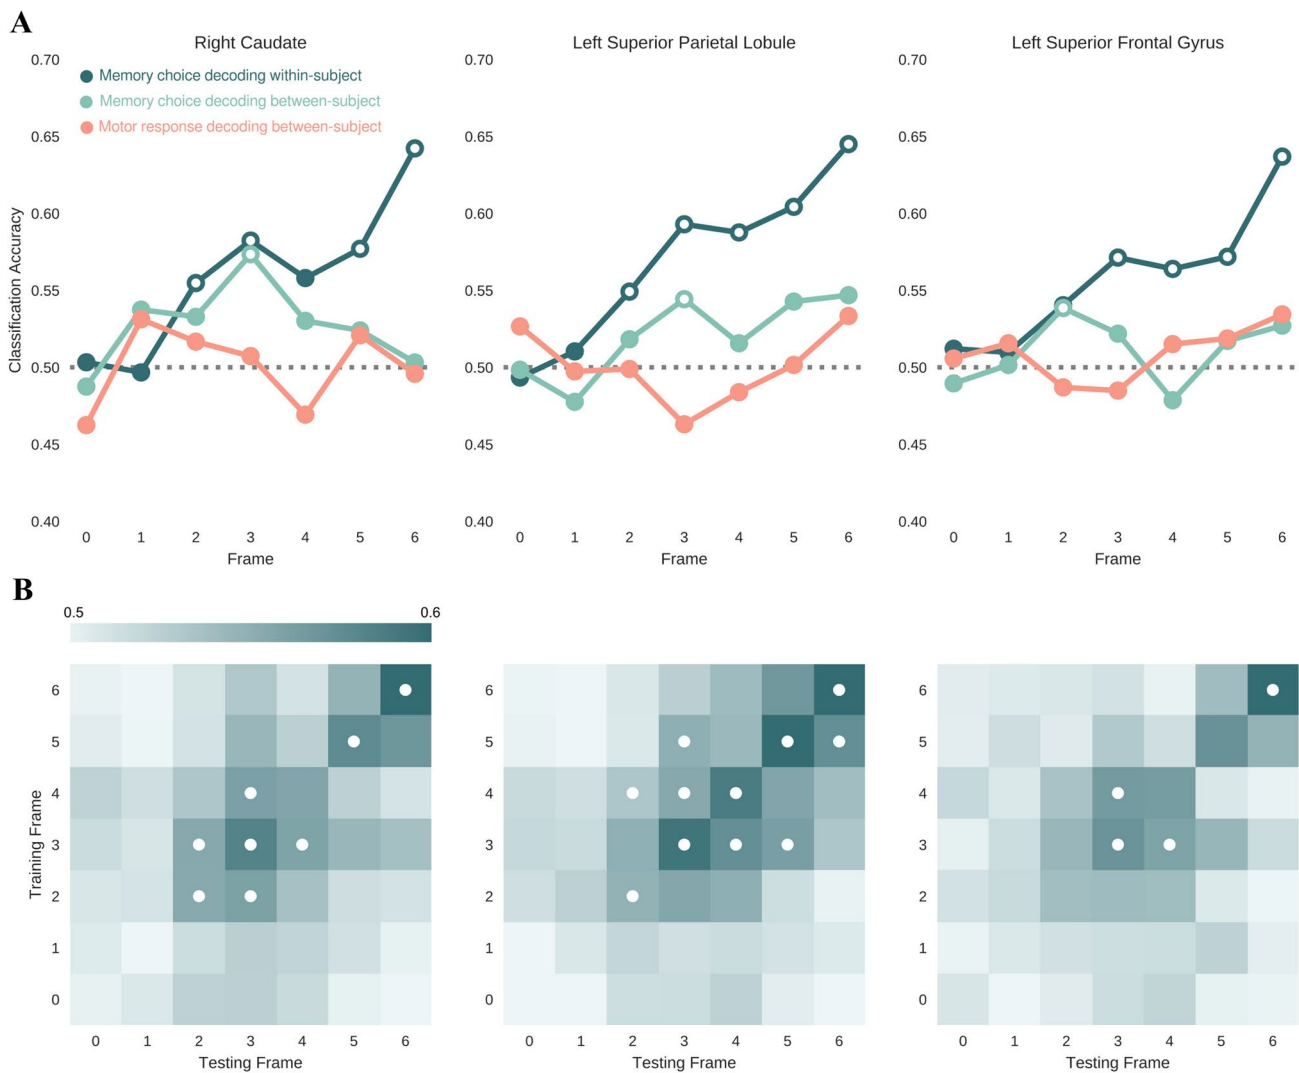 A
Right Caudate
Left Superior Parietal Lobule
Left Superior Frontal Gyrus
Memory choice decoding within-subject
Memory choice decoding between-subject
Motor response decoding between-subject
Classification Accuracy
0.70
0.65
0.60
0.55
0.50
0.45
0.40
0 1 2 3 4 5 6
Frame
0.70
0.65
0.60
0.55
0.50
0.45
0.40
0 1 2 3 4 5 6
Frame
0.70
0.65
0.60
0.55
0.50
0.45
0.40
0 1 2 3 4 5 6
Frame
B
0.5 0.6
Training Frame
6
5
4
3
2
1
0
0 1 2 3 4 5 6
Testing Frame
6
5
4
3
2
1
0
0 1 2 3 4 5 6
Testing Frame
6
5
4
3
2
1
0
0 1 2 3 4 5 6
Testing Frame